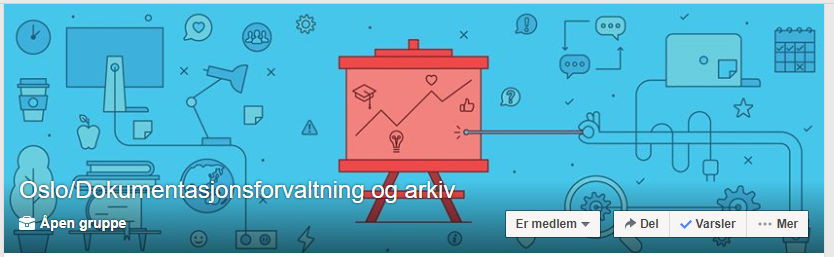 Oslo/Dokumentasjonsforvaltning og arkiv
Åpen gruppe
Er medlem
Del
Varsler
Mer